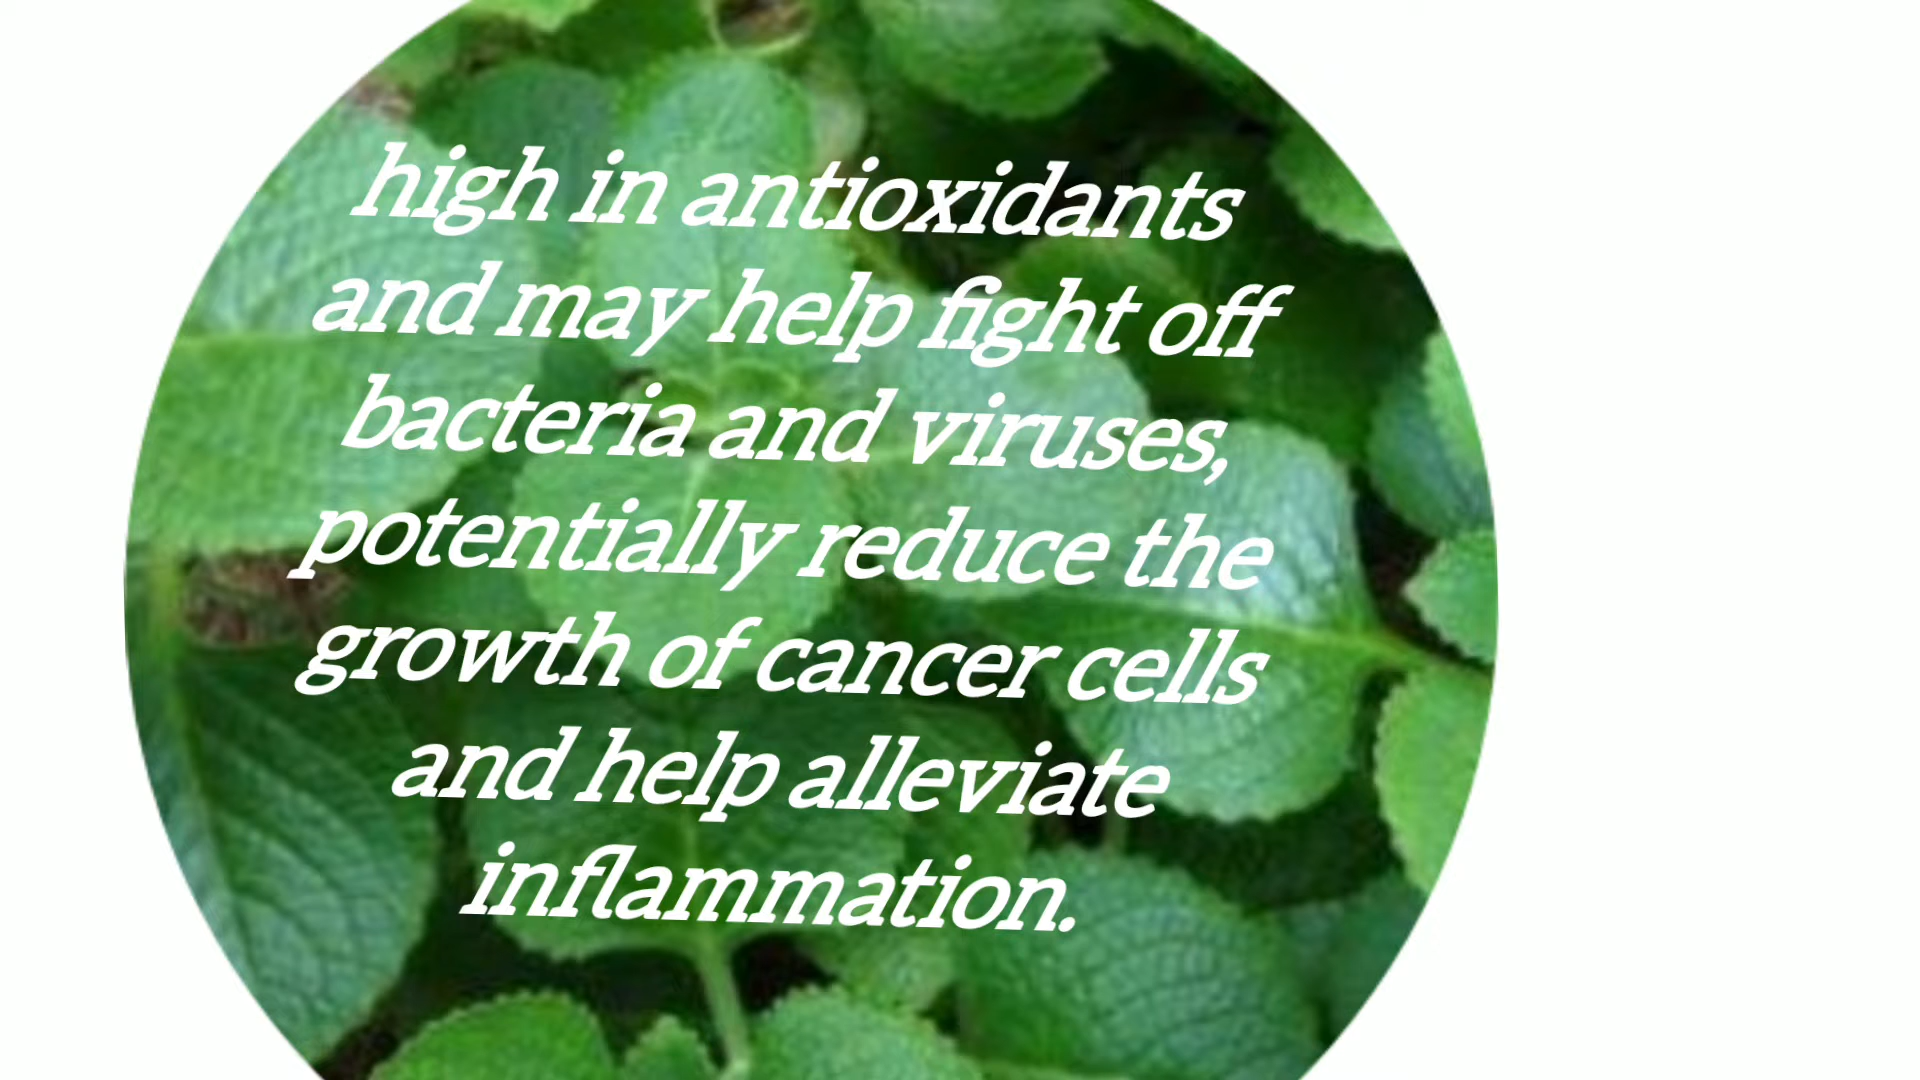 high in antioxidants
and may help fight off
bacteria and viruses,
potentially reduce the
growth of cancer cells
and help alleviate
inflammation.